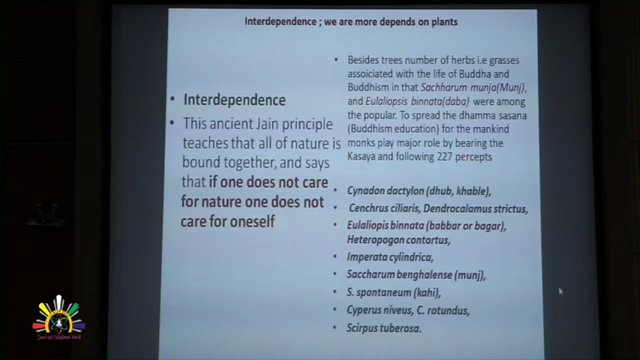 Interdependence ; we are more depends on plants
• Interdependence
• This ancient Jain principle
teaches that all of nature is
bound together, and says
that if one does not care
for nature one does not
care for oneself
• Besides trees number of herbs i.e grasses
assoiciated with the life of Buddha and
Buddhism in that Sachharum munja(Munj),
and Eulaliopsis binnata(daba) were among
the popular. To spread the dhamma sasana
(Buddhism education) for the mankind
monks play major role by bearing the
Kasaya and following 227 percepts
• Cynadon dactylon (dhub, khable),
• Cenchrus ciliaris, Dendrocalamus strictus,
• Eulaliopis binnata (babbar or bagar),
Heteropogon contortus,
• Imperata cylindrica,
• Saccharum benghalense (munj),
• S. spontaneum (kahi),
• Cyperus niveus, C. rotundus,
• Scirpus tuberosa.